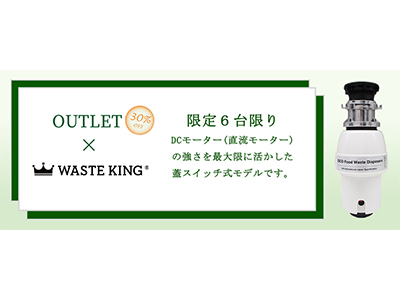 OUTLET
30%
OFF
×
WASTE KING®
限定６台限り
DCモーター（直流モーター）
の強さを最大限に活かした
蓋スイッチ式モデルです。
ECO Food Waste Disposers